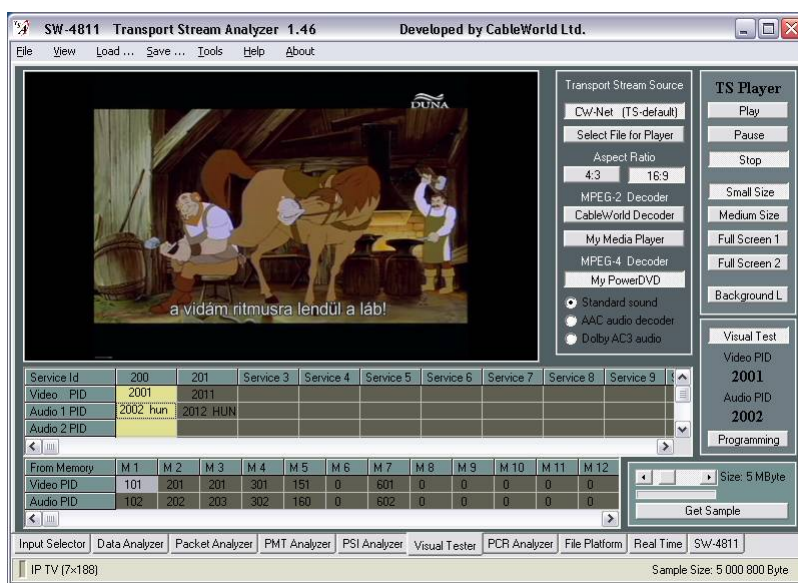 SW-4811 Transport Stream Analyzer 1.46 Developed by CableWorld Ltd.
File View Load ... Save ... Tools Help About
DUNA
a vidám ritmusra lendül a láb!
Transport Stream Source
CW-Net (TS-default)
Select File for Player
Aspect Ratio
4:3 16:9
MPEG-2 Decoder
CableWorld Decoder
My Media Player
MPEG-4 Decoder
My PowerDVD
Standard sound
AAC audio decoder
Dolby AC3 audio
TS Player
Play
Pause
Stop
Small Size
Medium Size
Full Screen 1
Full Screen 2
Background L
Visual Test
Video PID
2001
Audio PID
2002
Programming
Service Id 200 201 Service 3 Service 4 Service 5 Service 6 Service 7 Service 8 Service 9
Video PID 2001 2011
Audio 1 PID 2002 hun 2012 HUN
Audio 2 PID
From Memory M 1 M 2 M 3 M 4 M 5 M 6 M 7 M 8 M 9 M 10 M 11 M 12
Video PID 101 201 201 301 151 0 601 0 0 0 0 0
Audio PID 102 202 203 302 160 0 602 0 0 0 0 0
Size: 5 MByte
Get Sample
Input Selector Data Analyzer Packet Analyzer PMT Analyzer PSI Analyzer Visual Tester PCR Analyzer File Platform Real Time SW-4811
IP TV (7×188) Sample Size: 5 000 800 Byte